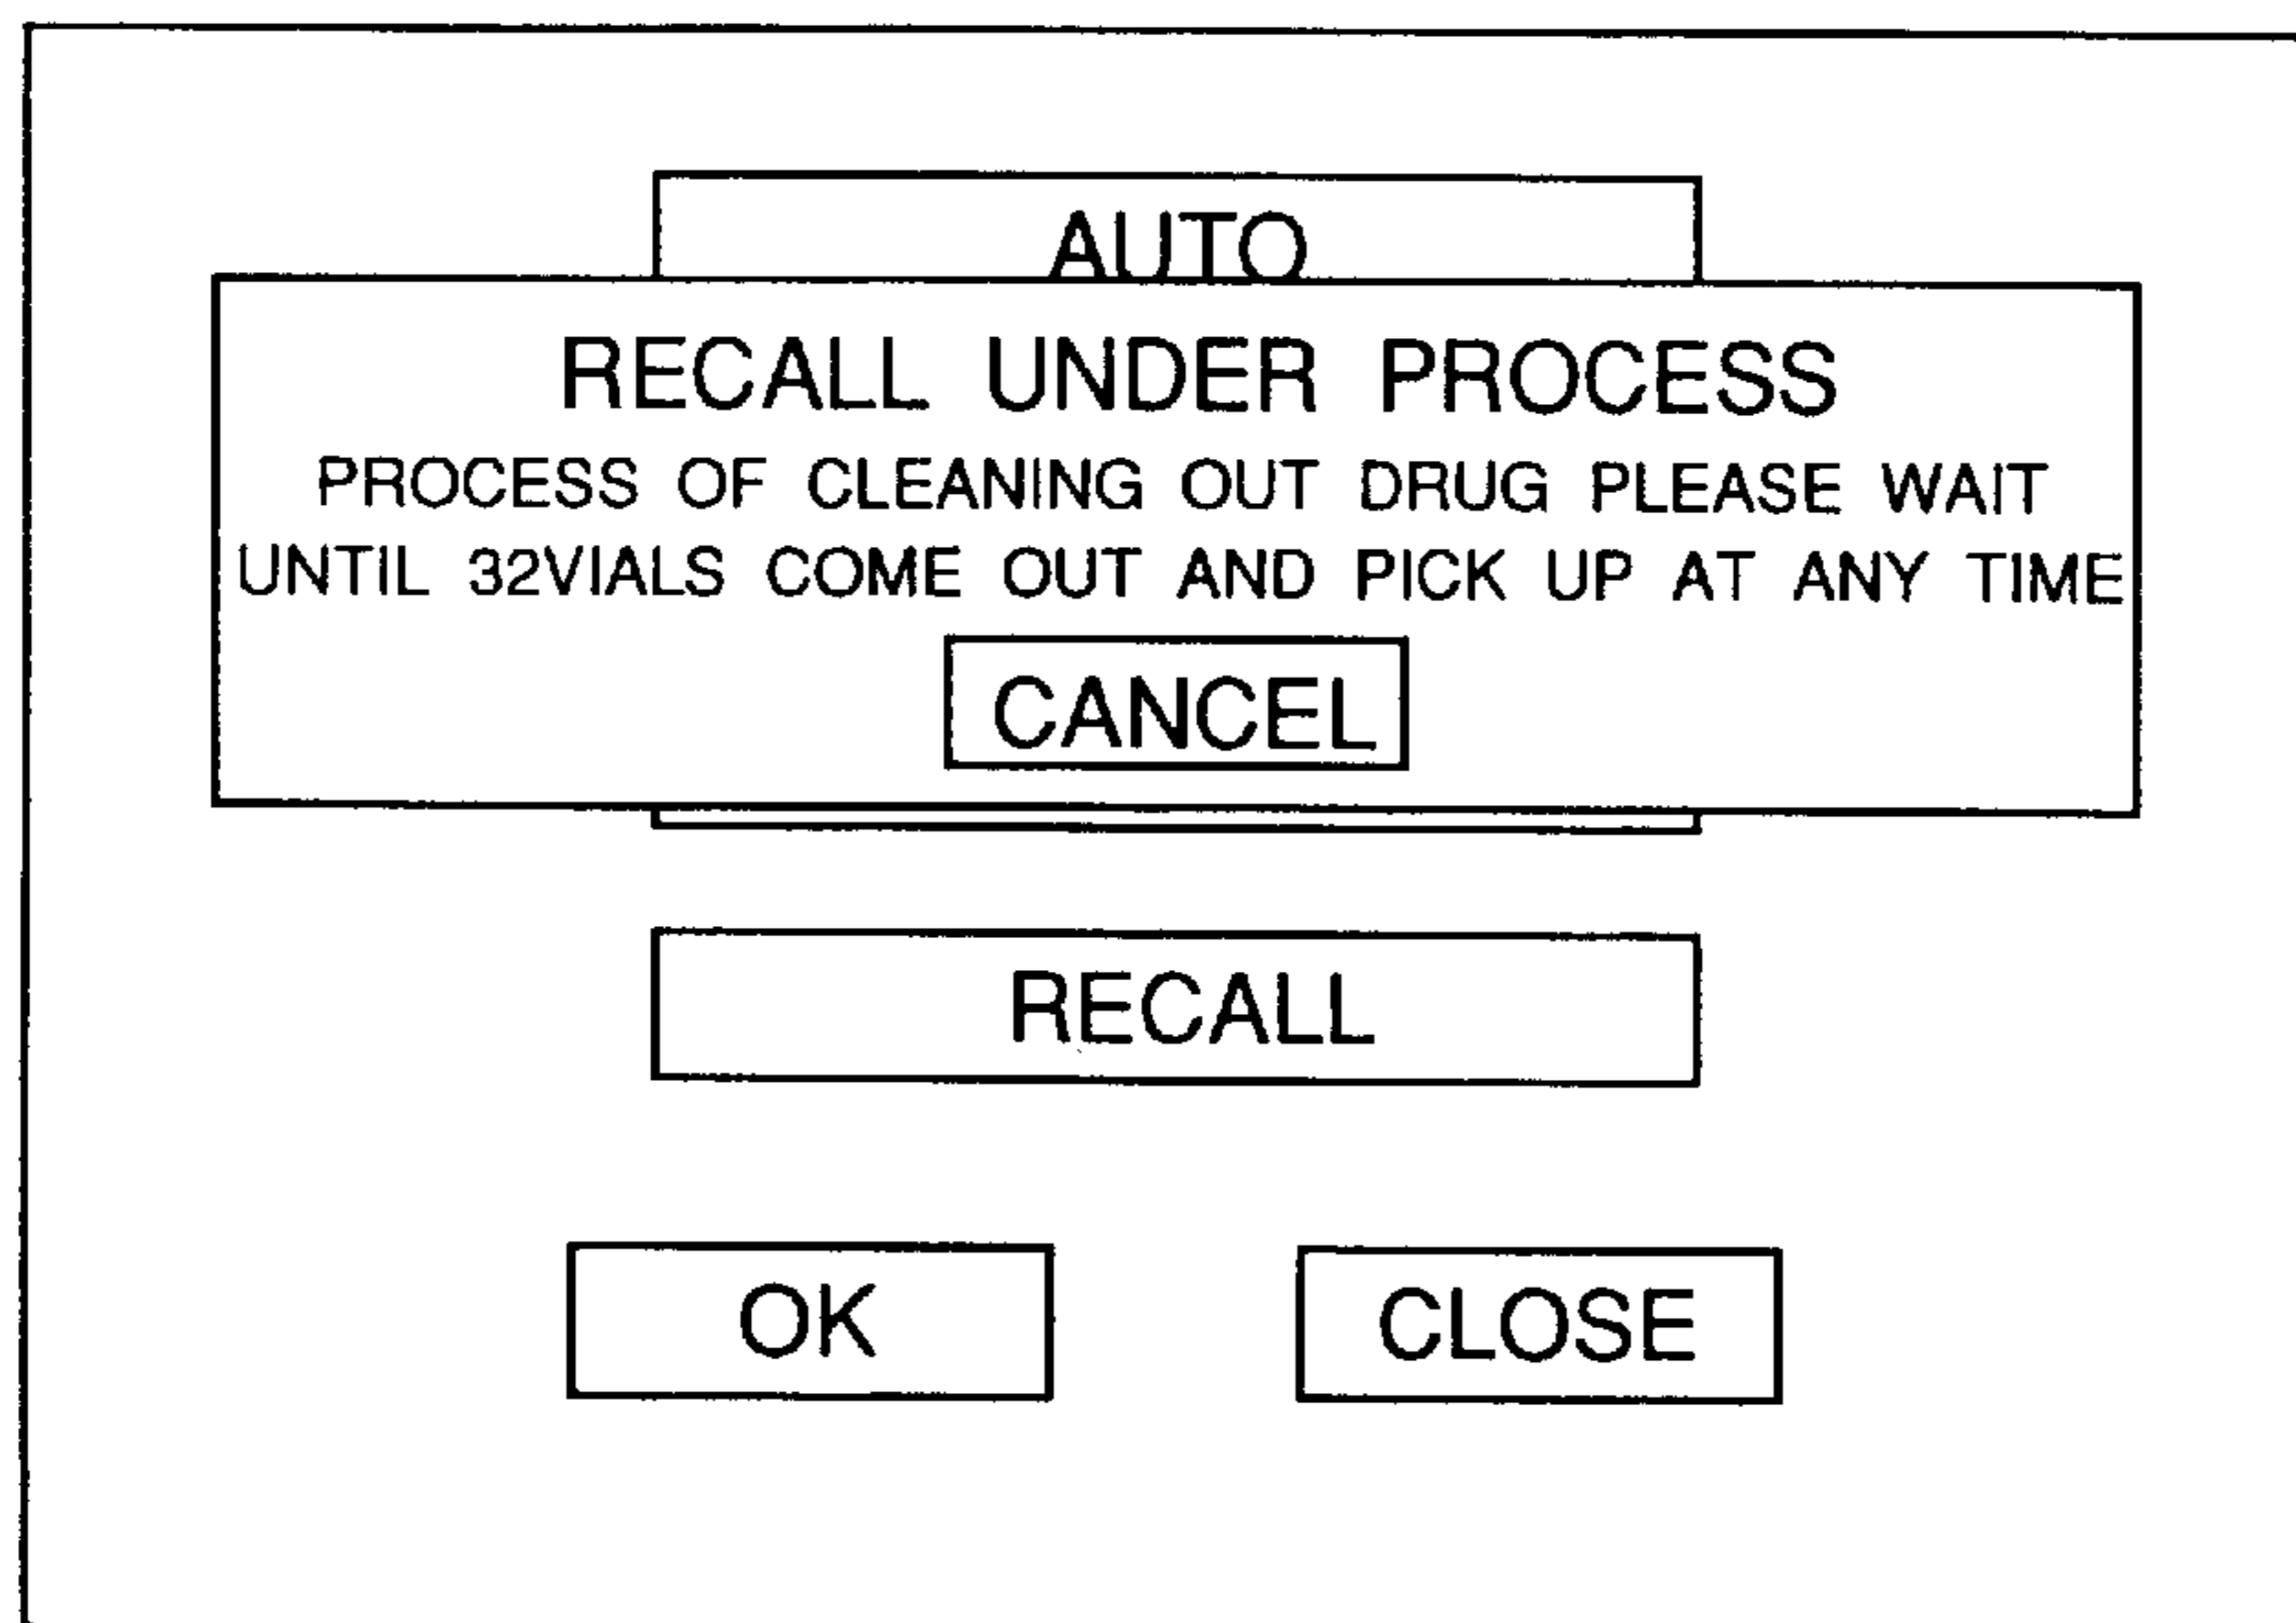 AUTO
RECALL UNDER PROCESS
PROCESS OF CLEANING OUT DRUG PLEASE WAIT
UNTIL 32VIALS COME OUT AND PICK UP AT ANY TIME
CANCEL
RECALL
OK
CLOSE